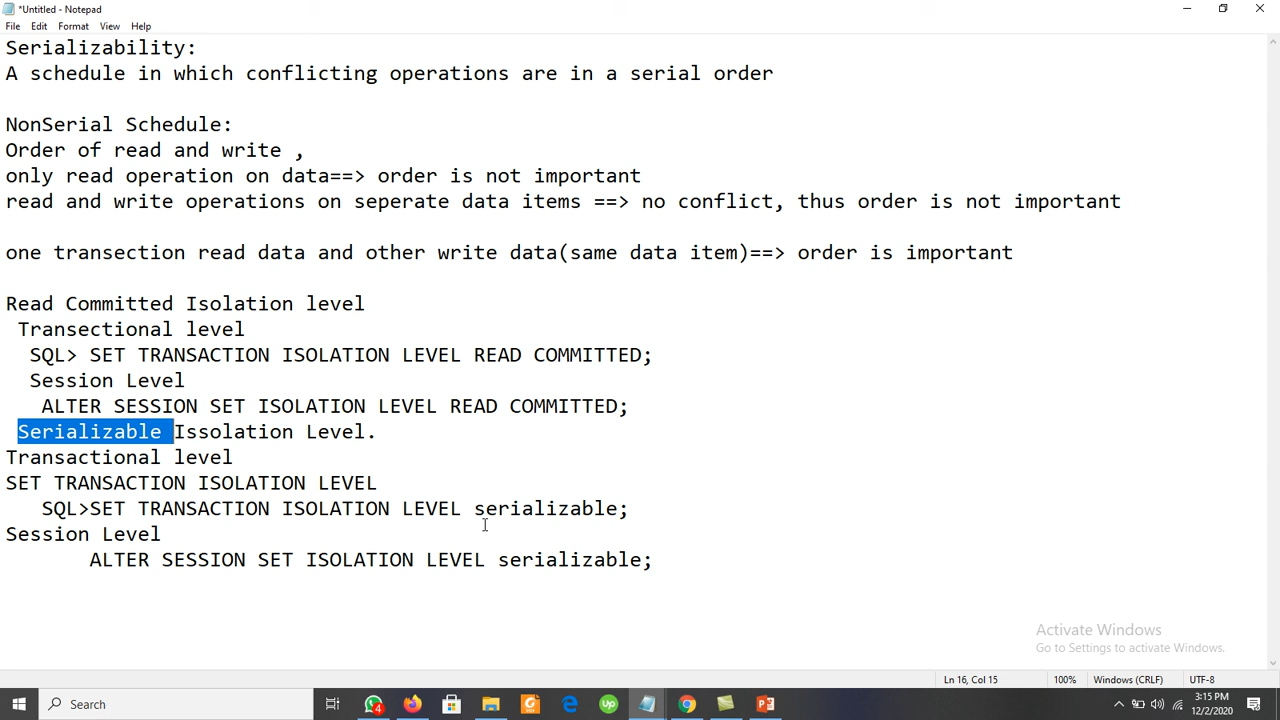 *Untitled - Notepad
File Edit Format View Help
Serializability:
A schedule in which conflicting operations are in a serial order
NonSerial Schedule:
Order of read and write ,
only read operation on data==> order is not important
read and write operations on seperate data items ==> no conflict, thus order is not important
one transection read data and other write data(same data item)==> order is important
Read Committed Isolation level
Transectional level
SQL> SET TRANSACTION ISOLATION LEVEL READ COMMITTED;
Session Level
ALTER SESSION SET ISOLATION LEVEL READ COMMITTED;
Serializable Issolation Level.
Transactional level
SET TRANSACTION ISOLATION LEVEL
SQL>SET TRANSACTION ISOLATION LEVEL serializable;
Session Level
ALTER SESSION SET ISOLATION LEVEL serializable;
Activate Windows
Go to Settings to activate Windows.
Ln 16, Col 15 100% Windows (CRLF) UTF-8
Search 4 Up 3:15 PM
12/2/2020